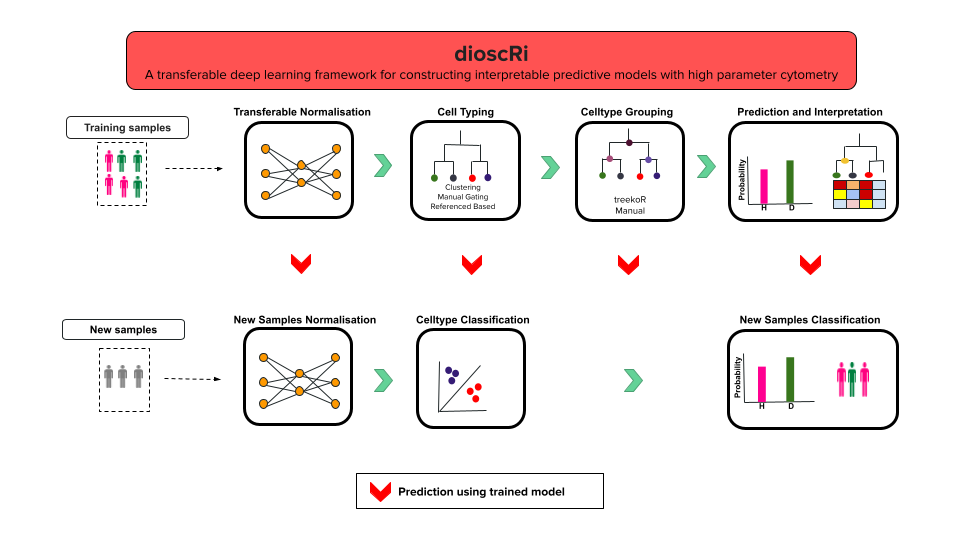 dioscRi
A transferable deep learning framework for constructing interpretable predictive models with high parameter cytometry
Training samples
Transferable Normalisation
Cell Typing
Clustering
Manual Gating
Referenced Based
Celltype Grouping
treekoR
Manual
Prediction and Interpretation
Probability
H D
New samples
New Samples Normalisation
Celltype Classification
New Samples Classification
Probability
H D
Prediction using trained model